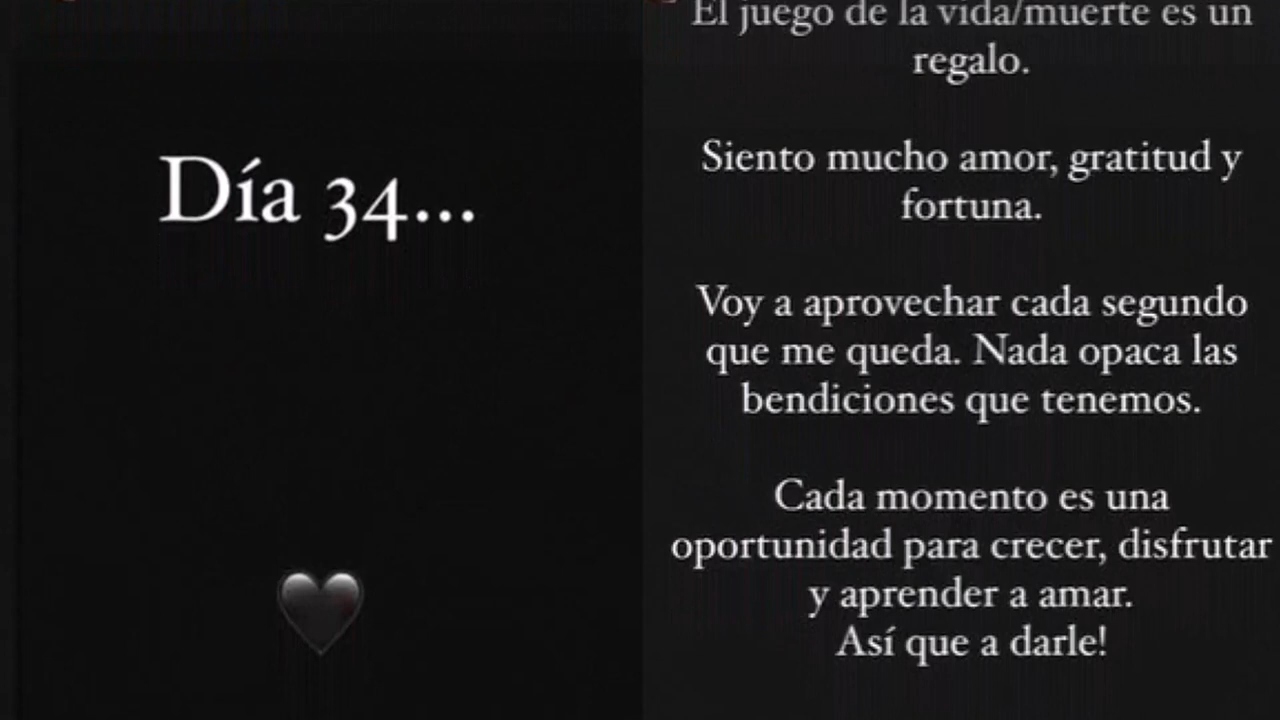 Día 34...
El juego de la vida/muerte es un
regalo.
Siento mucho amor, gratitud y
fortuna.
Voy a aprovechar cada segundo
que me queda. Nada opaca las
bendiciones que tenemos.
Cada momento es una
oportunidad para crecer, disfrutar
y aprender a amar.
Así que a darle!